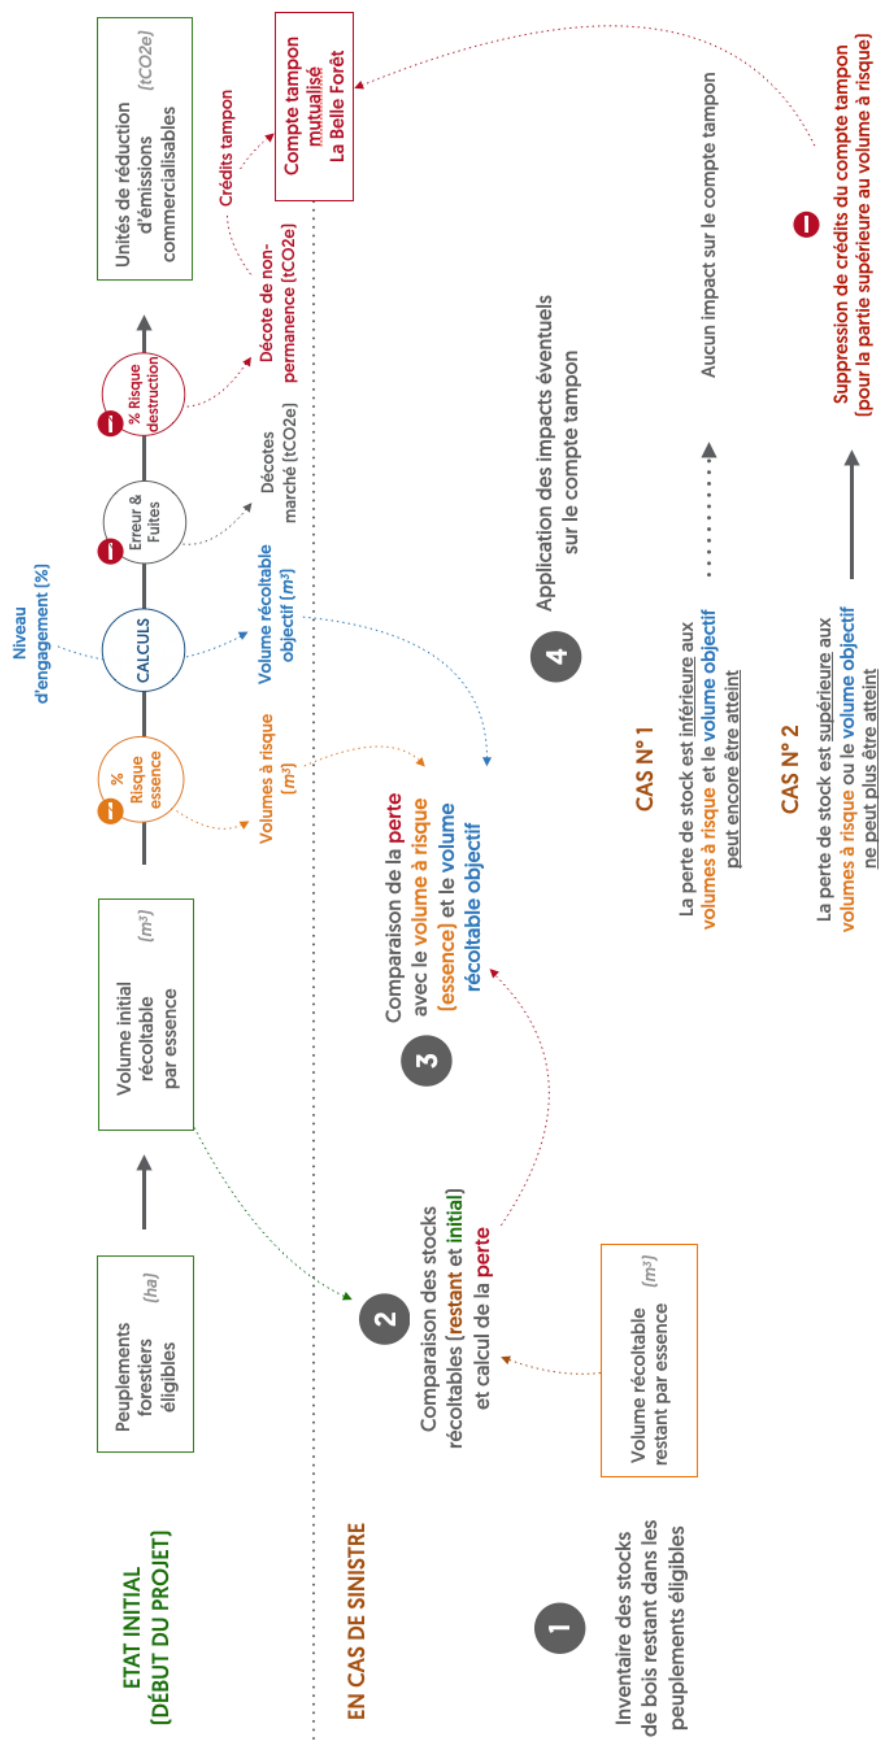 ETAT INITIAL
(DÉBUT DU PROJET)
Peuplements
forestiers
éligibles
(ha)
Volume initial
récoltable
par essence
(m³)
%
Risque
essence
Volumes à risque
(m³)
Niveau
d'engagement (%)
CALCULS
Volume récoltable
objectif (m³)
Erreur &
Fuites
Décotes
marché (tCO2e)
% Risque
destruction
Décote de non-
permanence (tCO2e)
Unités de réduction
d'émissions
commercialisables
(tCO2e)
Crédits tampon
Compte tampon
mutualisé
La Belle Forêt
EN CAS DE SINISTRE
1
Inventaire des stocks
de bois restant dans les
peuplements éligibles
Volume récoltable
restant par essence
(m³)
2
Comparaison des stocks
récoltables (restant et initial)
et calcul de la perte
3
Comparaison de la perte
avec le volume à risque
(essence) et le volume
récoltable objectif
4
Application des impacts éventuels
sur le compte tampon
CAS N° 1
La perte de stock est inférieure aux
volumes à risque et le volume objectif
peut encore être atteint
Aucun impact sur le compte tampon
CAS N° 2
La perte de stock est supérieure aux
volumes à risque ou le volume objectif
ne peut plus être atteint
Suppression de crédits du compte tampon
(pour la partie supérieure au volume à risque)